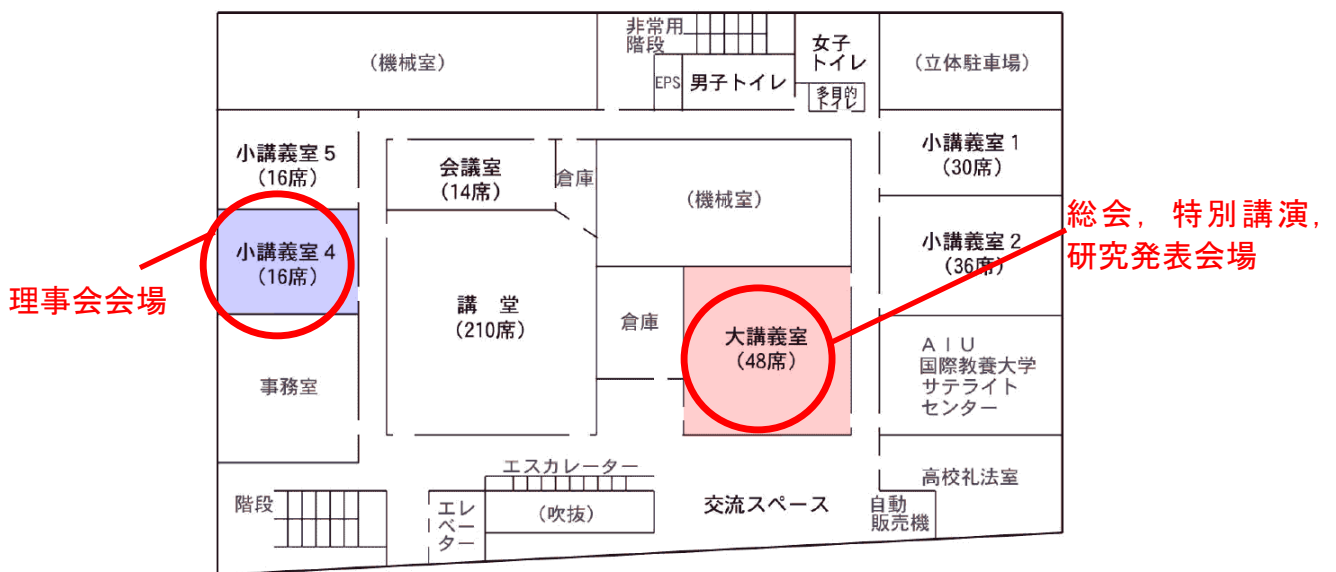 非常用
階段
女子
トイレ
(機械室)
EPS
男子トイレ
多目的
トイレ
(立体駐車場)
小講義室5
(16席)
会議室
(14席)
倉庫
(機械室)
小講義室1
(30席)
小講義室4
(16席)
小講義室2
(36席)
総会，特別講演，
研究発表会場
理事会会場
講 堂
(210席)
倉庫
大講義室
(48席)
AIU
国際教養大学
サテライト
センター
事務室
エスカレーター
高校礼法室
階段
エレ
ベー
ター
(吹抜)
交流スペース
自動
販売機